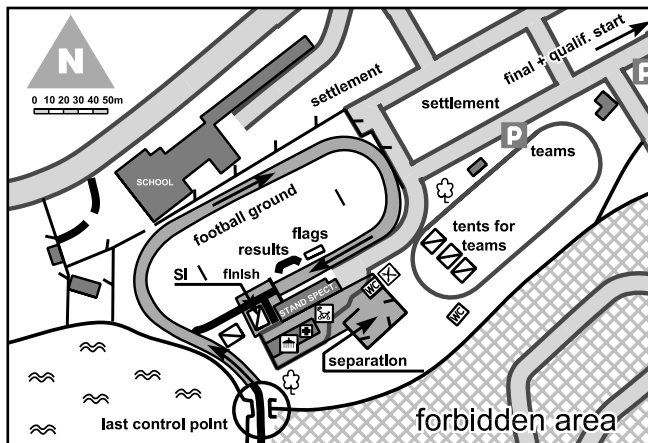 final + qualif. start
N
0 10 20 30 40 50m
settlement
settlement
P
P
teams
SCHOOL
football ground
tents for
teams
flags
results
SI
finish
STAND SPECT.
WC
WC
separation
last control point
forbidden area